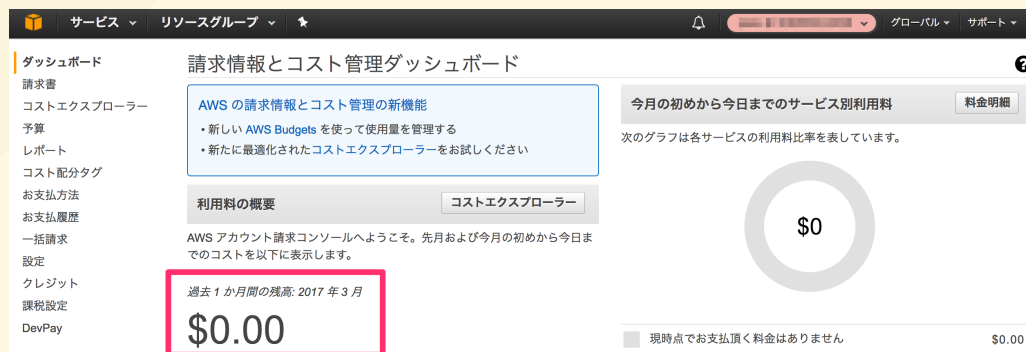 サービス リソースグループ グローバル サポート
ダッシュボード
請求書
コストエクスプローラー
予算
レポート
コスト配分タグ
お支払方法
お支払履歴
一括請求
設定
クレジット
課税設定
DevPay
請求情報とコスト管理ダッシュボード
AWS の請求情報とコスト管理の新機能
• 新しい AWS Budgets を使って使用量を管理する
• 新たに最適化されたコストエクスプローラーをお試しください
利用料の概要 コストエクスプローラー
AWS アカウント請求コンソールへようこそ。先月および今月の初めから今日ま
でのコストを以下に表示します。
過去 1 か月間の残高: 2017 年 3 月
$0.00
今月の初めから今日までのサービス別利用料 料金明細
次のグラフは各サービスの利用料比率を表しています。
$0
現時点でお支払頂く料金はありません $0.00